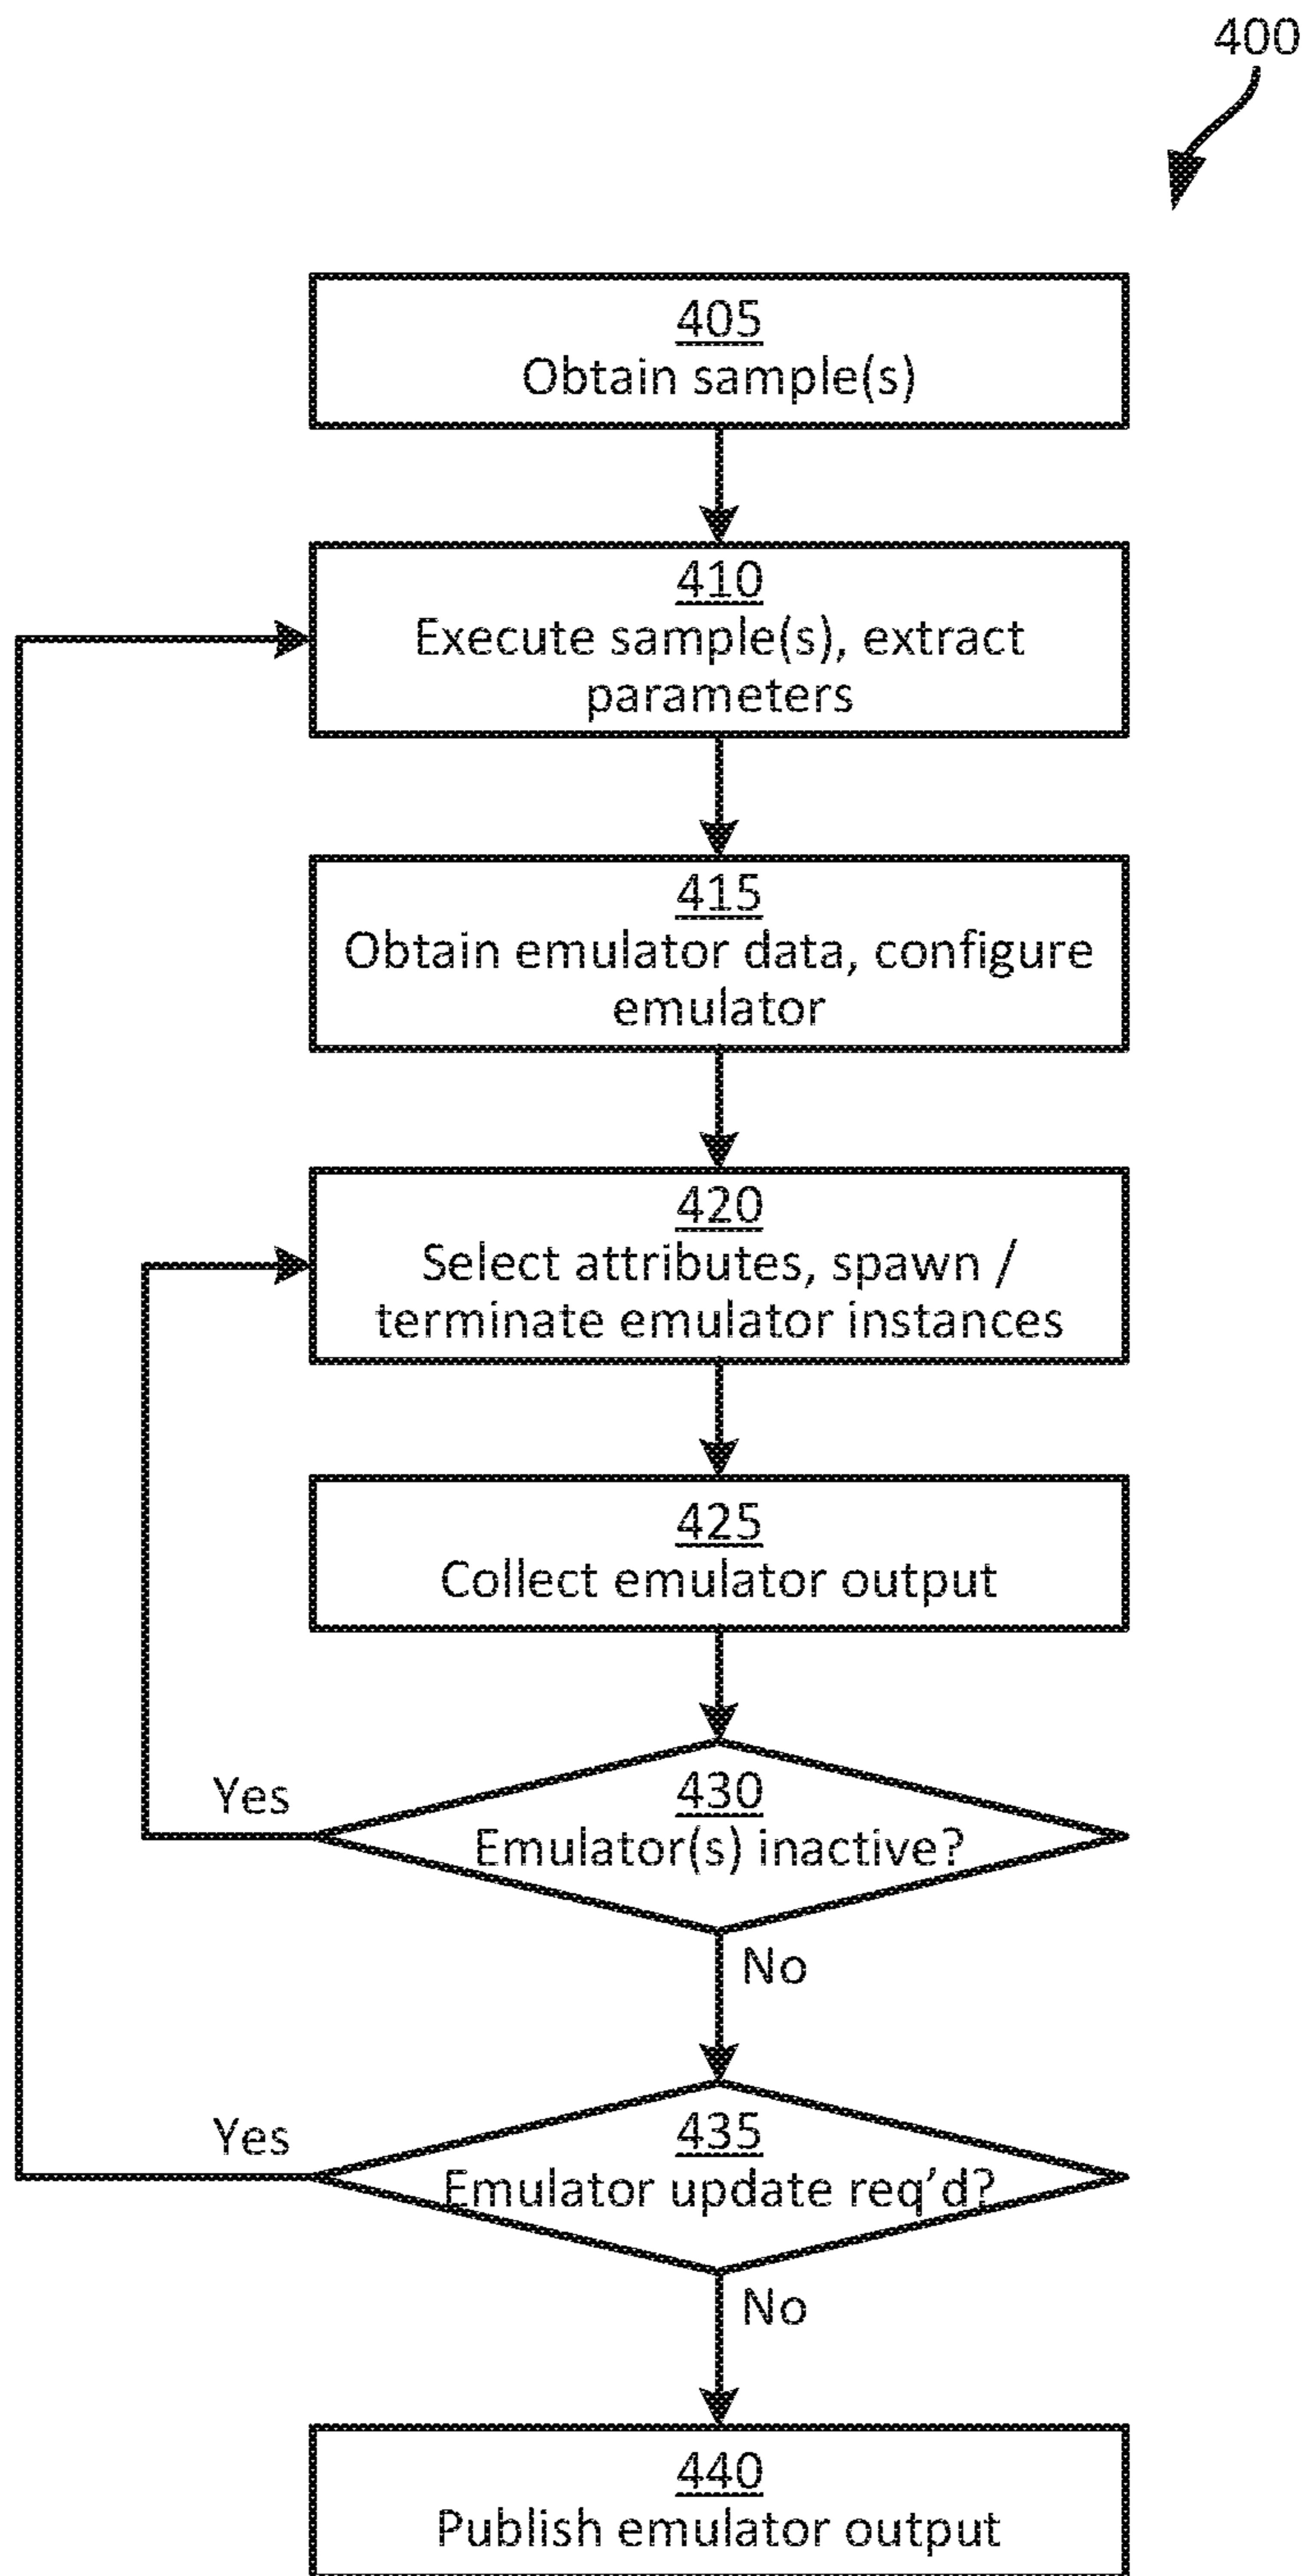 400
405
Obtain sample(s)
410
Execute sample(s), extract
parameters
415
Obtain emulator data, configure
emulator
420
Select attributes, spawn /
terminate emulator instances
425
Collect emulator output
Yes
430
Emulator(s) inactive?
No
Yes
435
Emulator update req'd?
No
440
Publish emulator output